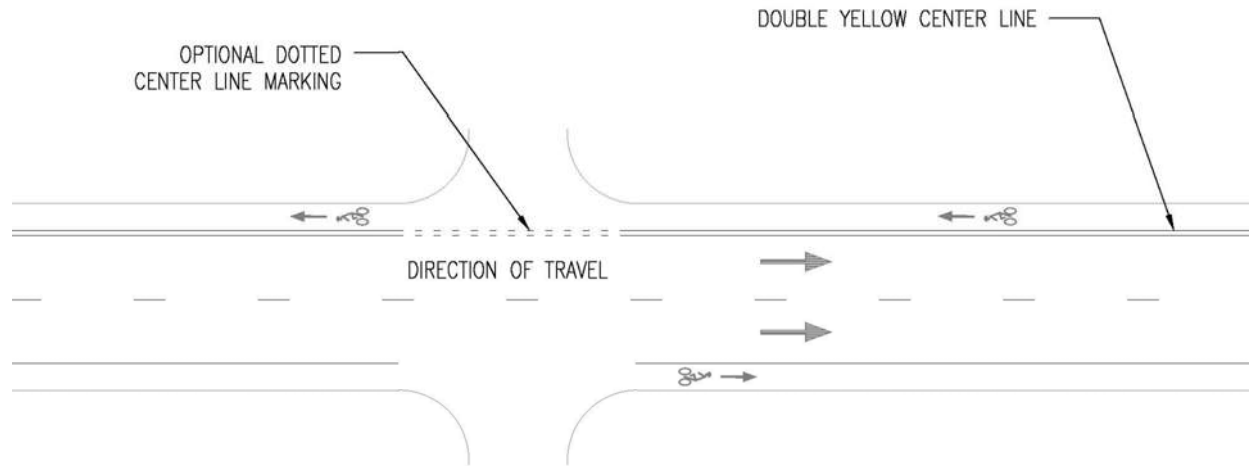 DOUBLE YELLOW CENTER LINE
OPTIONAL DOTTED
CENTER LINE MARKING
DIRECTION OF TRAVEL